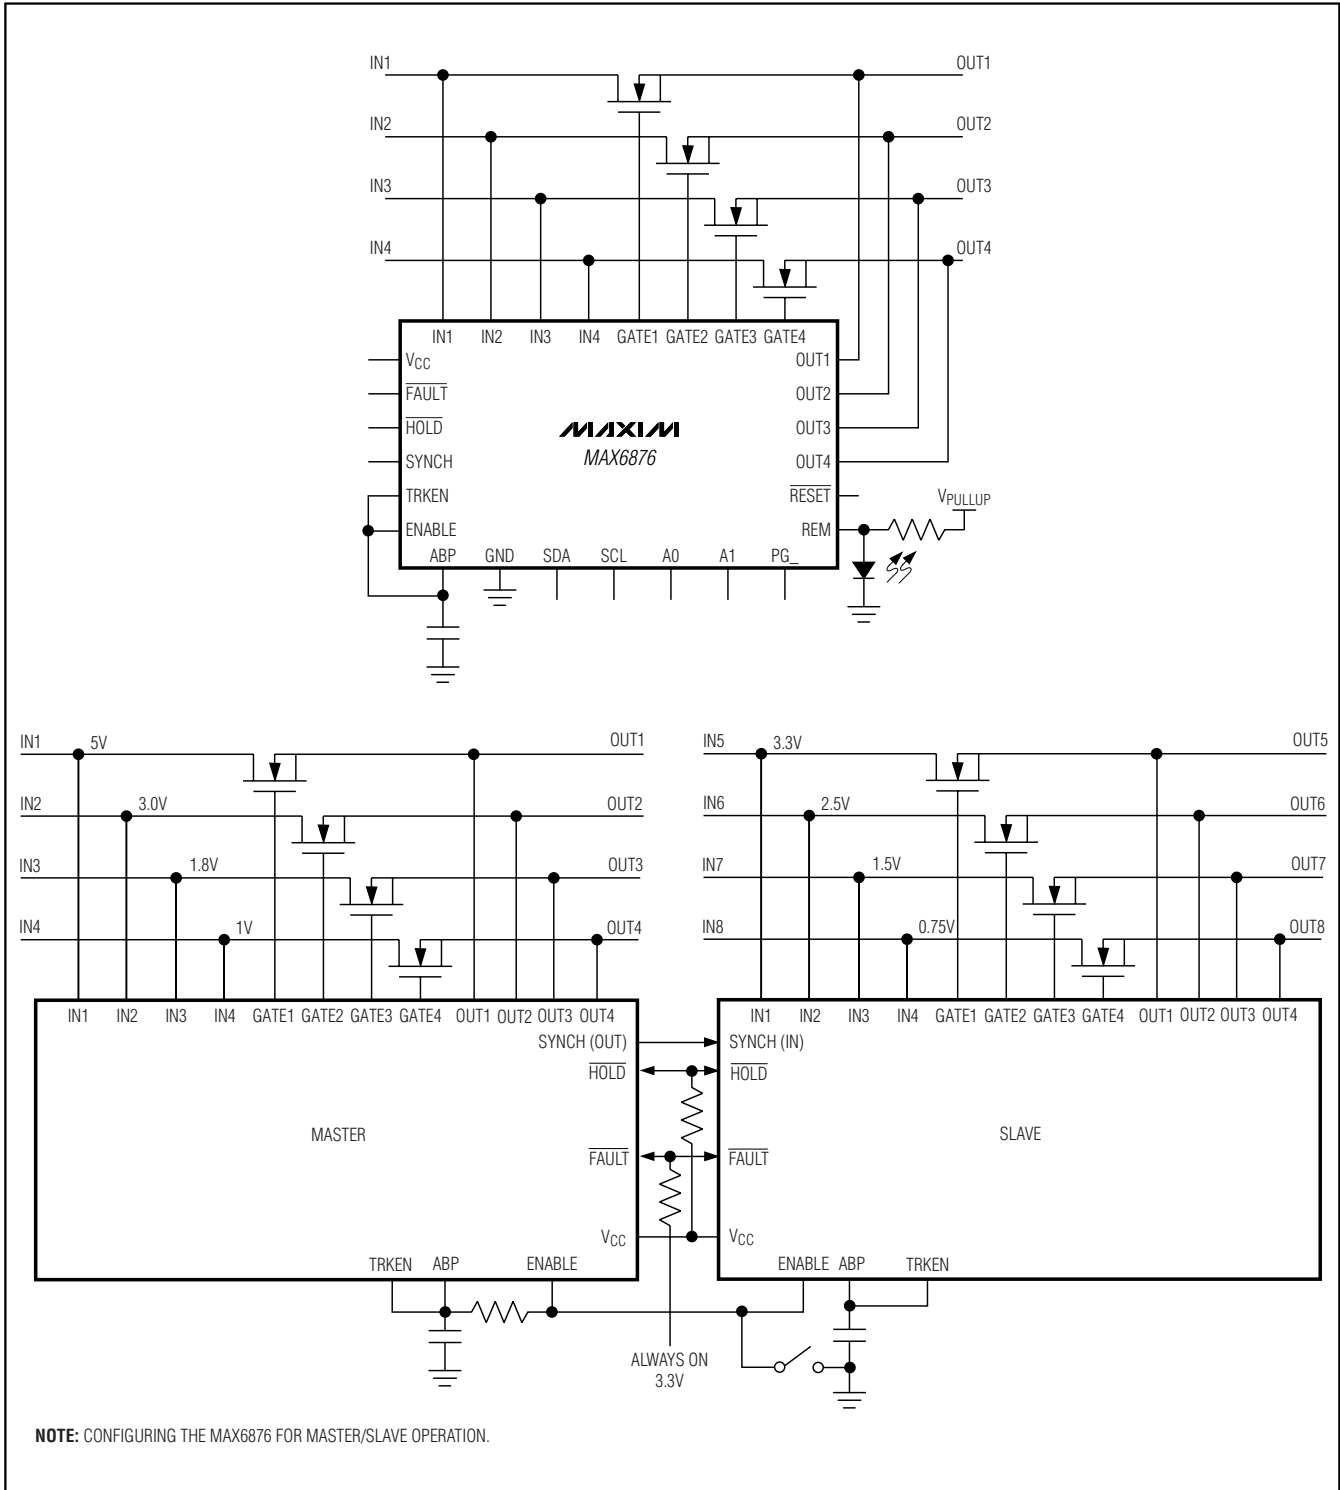 IN1 OUT1
IN2 OUT2
IN3 OUT3
IN4 OUT4
IN1 IN2 IN3 IN4 GATE1 GATE2 GATE3 GATE4
VCC OUT1
FAULT OUT2
HOLD OUT3
SYNCH OUT4
MAXIM
MAX6876
TRKEN RESET
VPULLUP
ENABLE REM
ABP GND SDA SCL A0 A1 PG_
IN1 5V OUT1
IN2 3.0V OUT2
IN3 1.8V OUT3
IN4 1V OUT4
IN1 IN2 IN3 IN4 GATE1 GATE2 GATE3 GATE4 OUT1 OUT2 OUT3 OUT4
SYNCH (OUT)
HOLD
MASTER
FAULT
VCC
TRKEN ABP ENABLE
IN5 3.3V OUT5
IN6 2.5V OUT6
IN7 1.5V OUT7
IN8 0.75V OUT8
IN1 IN2 IN3 IN4 GATE1 GATE2 GATE3 GATE4 OUT1 OUT2 OUT3 OUT4
SYNCH (IN)
HOLD
SLAVE
FAULT
VCC
ENABLE ABP TRKEN
ALWAYS ON
3.3V
NOTE: CONFIGURING THE MAX6876 FOR MASTER/SLAVE OPERATION.